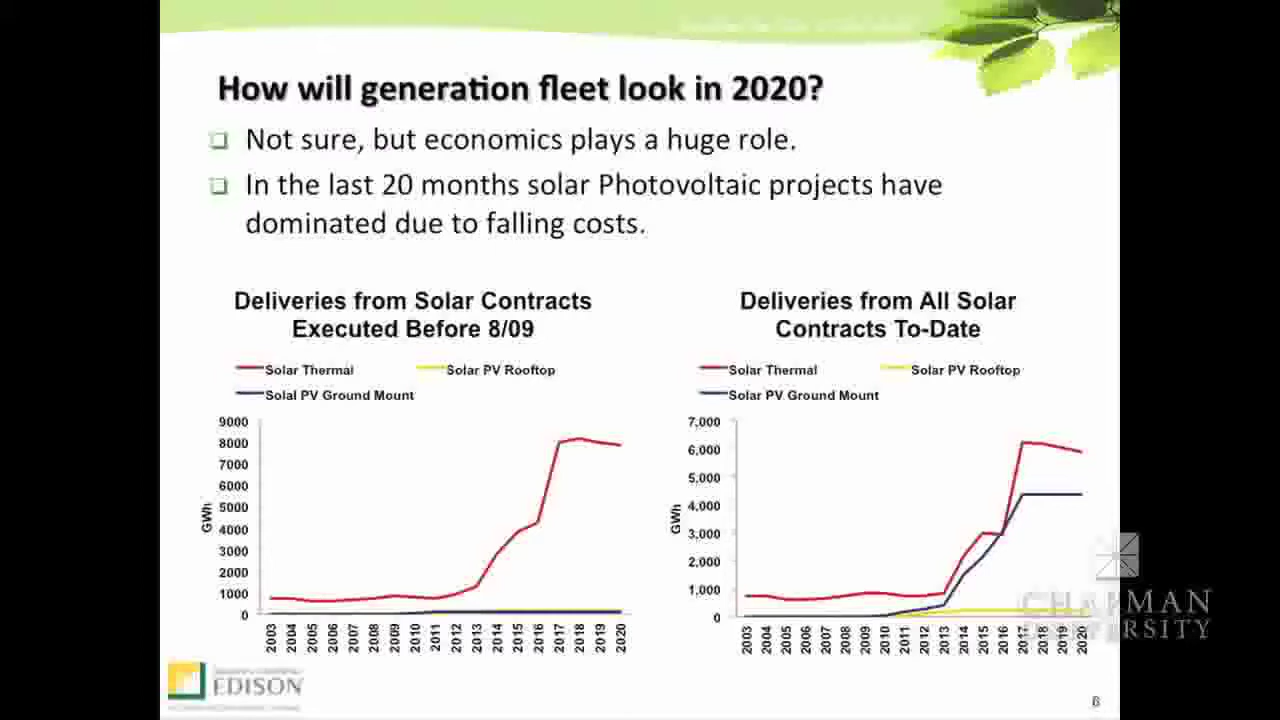 How will generation fleet look in 2020?
Not sure, but economics plays a huge role.
In the last 20 months solar Photovoltaic projects have
dominated due to falling costs.
Deliveries from Solar Contracts
Executed Before 8/09
Solar Thermal
Solar PV Rooftop
Solal PV Ground Mount
9000
8000
7000
6000
5000
4000
3000
2000
1000
0
GWh
2003 2004 2005 2006 2007 2008 2009 2010 2011 2012 2013 2014 2015 2016 2017 2018 2019 2020
Deliveries from All Solar
Contracts To-Date
Solar Thermal
Solar PV Rooftop
Solar PV Ground Mount
7,000
6,000
5,000
4,000
3,000
2,000
1,000
0
GWh
2003 2004 2005 2006 2007 2008 2009 2010 2011 2012 2013 2014 2015 2016 2017 2018 2019 2020
CHAPMAN
UNIVERSITY
EDISON
6